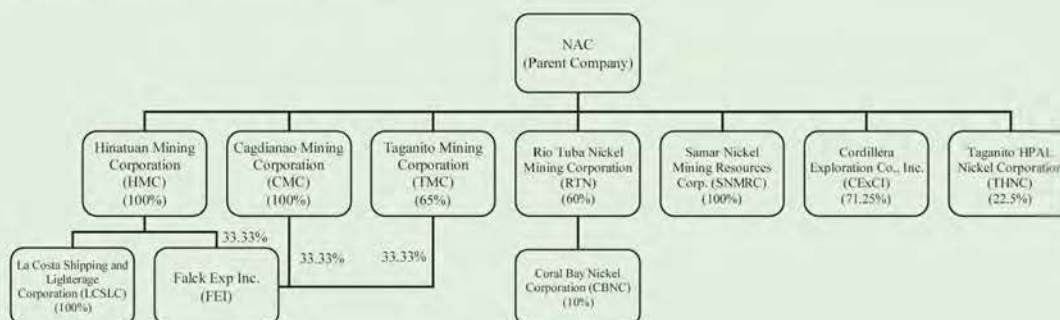 NAC
(Parent Company)
Hinatuan Mining
Corporation
(HMC)
(100%)
Cagdianao Mining
Corporation
(CMC)
(100%)
Taganito Mining
Corporation
(TMC)
(65%)
Rio Tuba Nickel
Mining Corporation
(RTN)
(60%)
Samar Nickel
Mining Resources
Corp. (SNMRC)
(100%)
Cordillera
Exploration Co., Inc.
(CExCI)
(71.25%)
Taganito HPAL
Nickel Corporation
(THNC)
(22.5%)
33.33%
33.33%
33.33%
La Costa Shipping and
Lighterage
Corporation (LCSLC)
(100%)
Falck Exp Inc.
(FEI)
Coral Bay Nickel
Corporation (CBNC)
(10%)